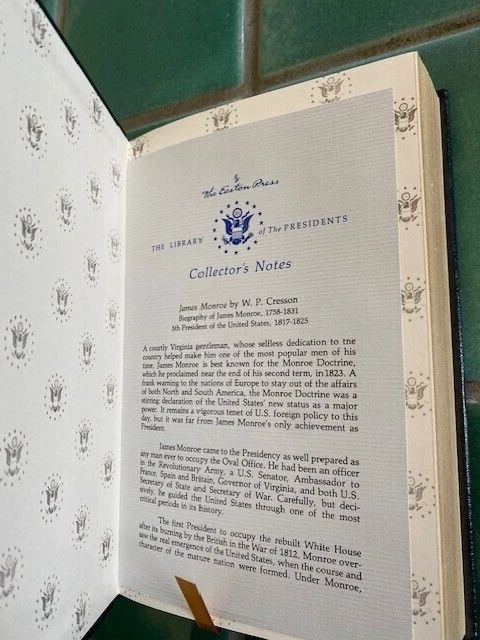 The Easton Press
THE LIBRARY of The PRESIDENTS
Collector's Notes
James Monroe by W. P. Cresson
Biography of James Monroe, 1758-1831
5th President of the United States, 1817-1825
A courtly Virginia gentleman, whose selfless dedication to the
country helped make him one of the most popular men of his
time, James Monroe is best known for the Monroe Doctrine,
which he proclaimed near the end of his second term, in 1823. A
frank warning to the nations of Europe to stay out of the affairs
of both North and South America, the Monroe Doctrine was a
stirring declaration of the United States' new status as a major
power. It remains a vigorous tenet of U.S. foreign policy to this
day, but it was far from James Monroe's only achievement as
President.
James Monroe came to the Presidency as well prepared as
any man ever to occupy the Oval Office. He had been an officer
in the Revolutionary Army, a U.S. Senator, Ambassador to
France, Spain and Britain, Governor of Virginia, and both U.S.
Secretary of State and Secretary of War. Carefully, but deci-
sively, he guided the United States through one of the most
critical periods in its history.
The first President to occupy the rebuilt White House
after its burning by the British in the War of 1812, Monroe over-
saw the real emergence of the United States, when the course and
character of the mature nation were formed. Under Monroe,